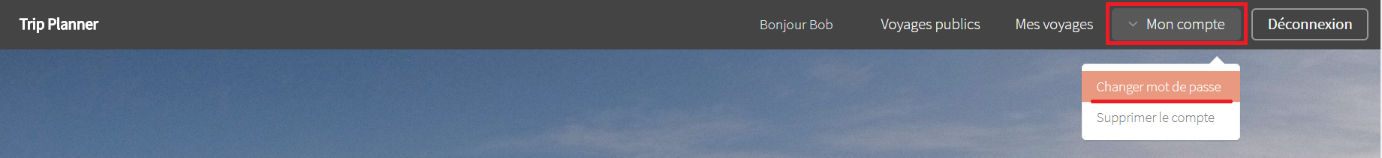 Trip Planner Bonjour Bob Voyages publics Mes voyages Mon compte Déconnexion
Changer mot de passe
Supprimer le compte